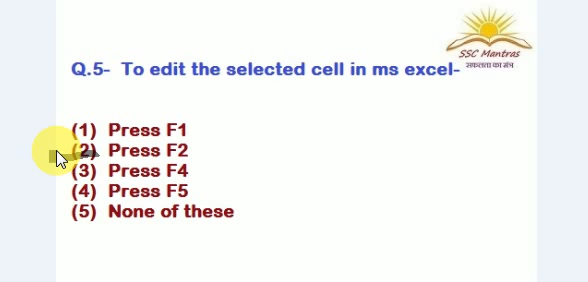 SSC Mantras
सफलता का मंत्र
Q.5- To edit the selected cell in ms excel-
(1) Press F1
(2) Press F2
(3) Press F4
(4) Press F5
(5) None of these